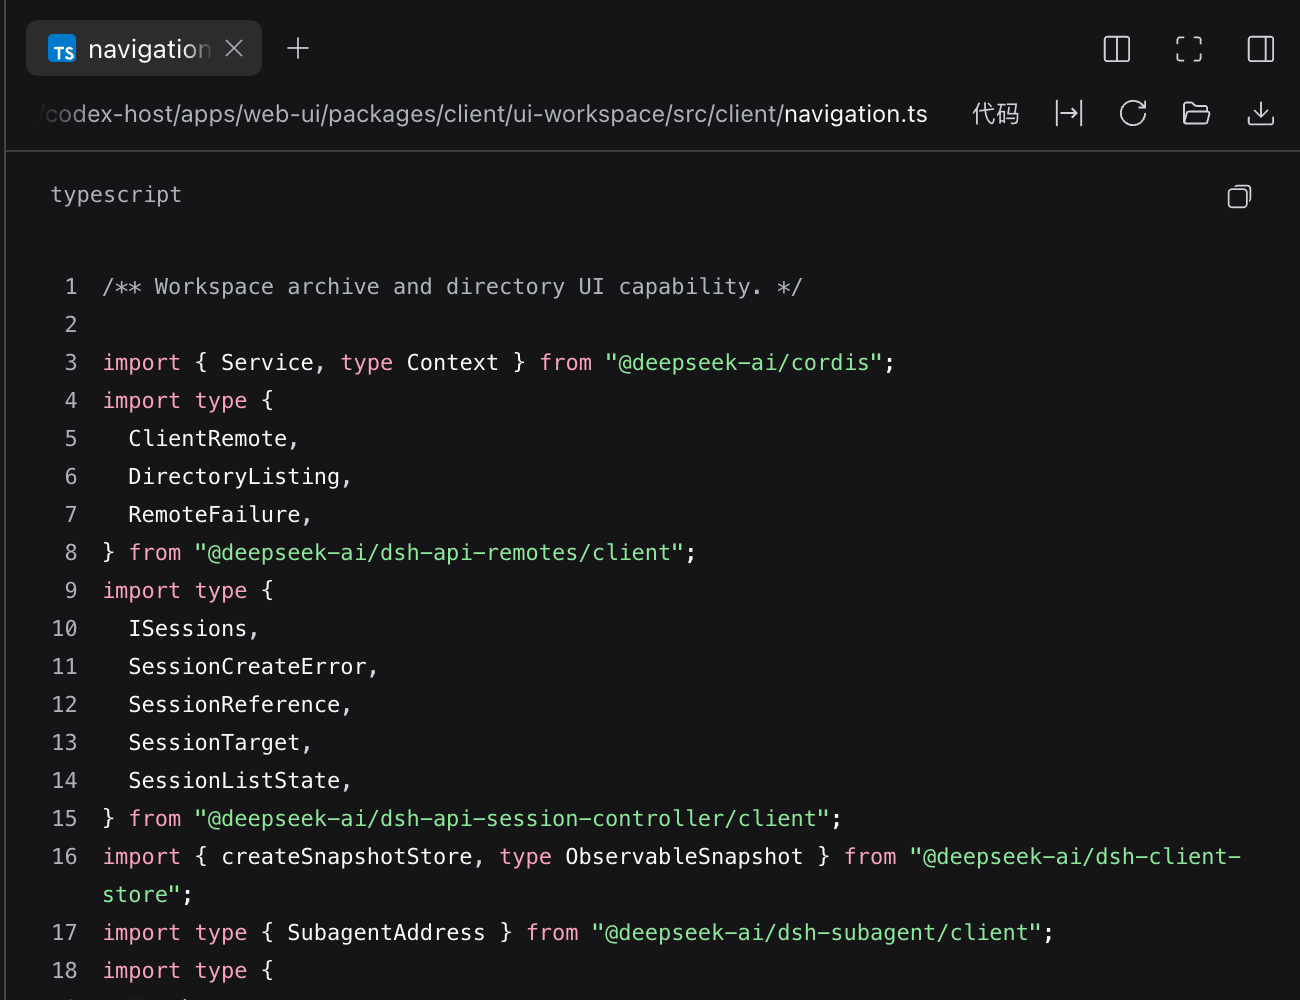 TS navigation
/codex-host/apps/web-ui/packages/client/ui-workspace/src/client/navigation.ts 代码
typescript
1 /** Workspace archive and directory UI capability. */
2
3 import { Service, type Context } from "@deepseek-ai/cordis";
4 import type {
5   ClientRemote,
6   DirectoryListing,
7   RemoteFailure,
8 } from "@deepseek-ai/dsh-api-remotes/client";
9 import type {
10   ISessions,
11   SessionCreateError,
12   SessionReference,
13   SessionTarget,
14   SessionListState,
15 } from "@deepseek-ai/dsh-api-session-controller/client";
16 import { createSnapshotStore, type ObservableSnapshot } from "@deepseek-ai/dsh-client-
store";
17 import type { SubagentAddress } from "@deepseek-ai/dsh-subagent/client";
18 import type {